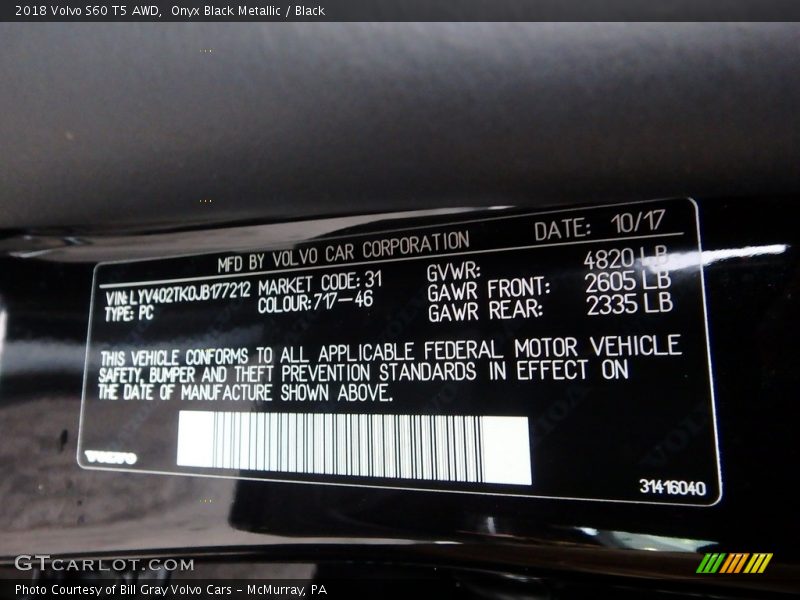 2018 Volvo S60 T5 AWD,  Onyx Black Metallic / Black
MFD BY VOLVO CAR CORPORATION DATE: 10/17
VIN: LYV402TK0JB177212 MARKET CODE: 31 GVWR: 4820 LB
TYPE: PC COLOUR: 717-46 GAWR FRONT: 2605 LB
GAWR REAR: 2335 LB
THIS VEHICLE CONFORMS TO ALL APPLICABLE FEDERAL MOTOR VEHICLE
SAFETY, BUMPER AND THEFT PREVENTION STANDARDS IN EFFECT ON
THE DATE OF MANUFACTURE SHOWN ABOVE.
VOLVO
31416040
GTCARLOT.COM
Photo Courtesy of Bill Gray Volvo Cars - McMurray, PA